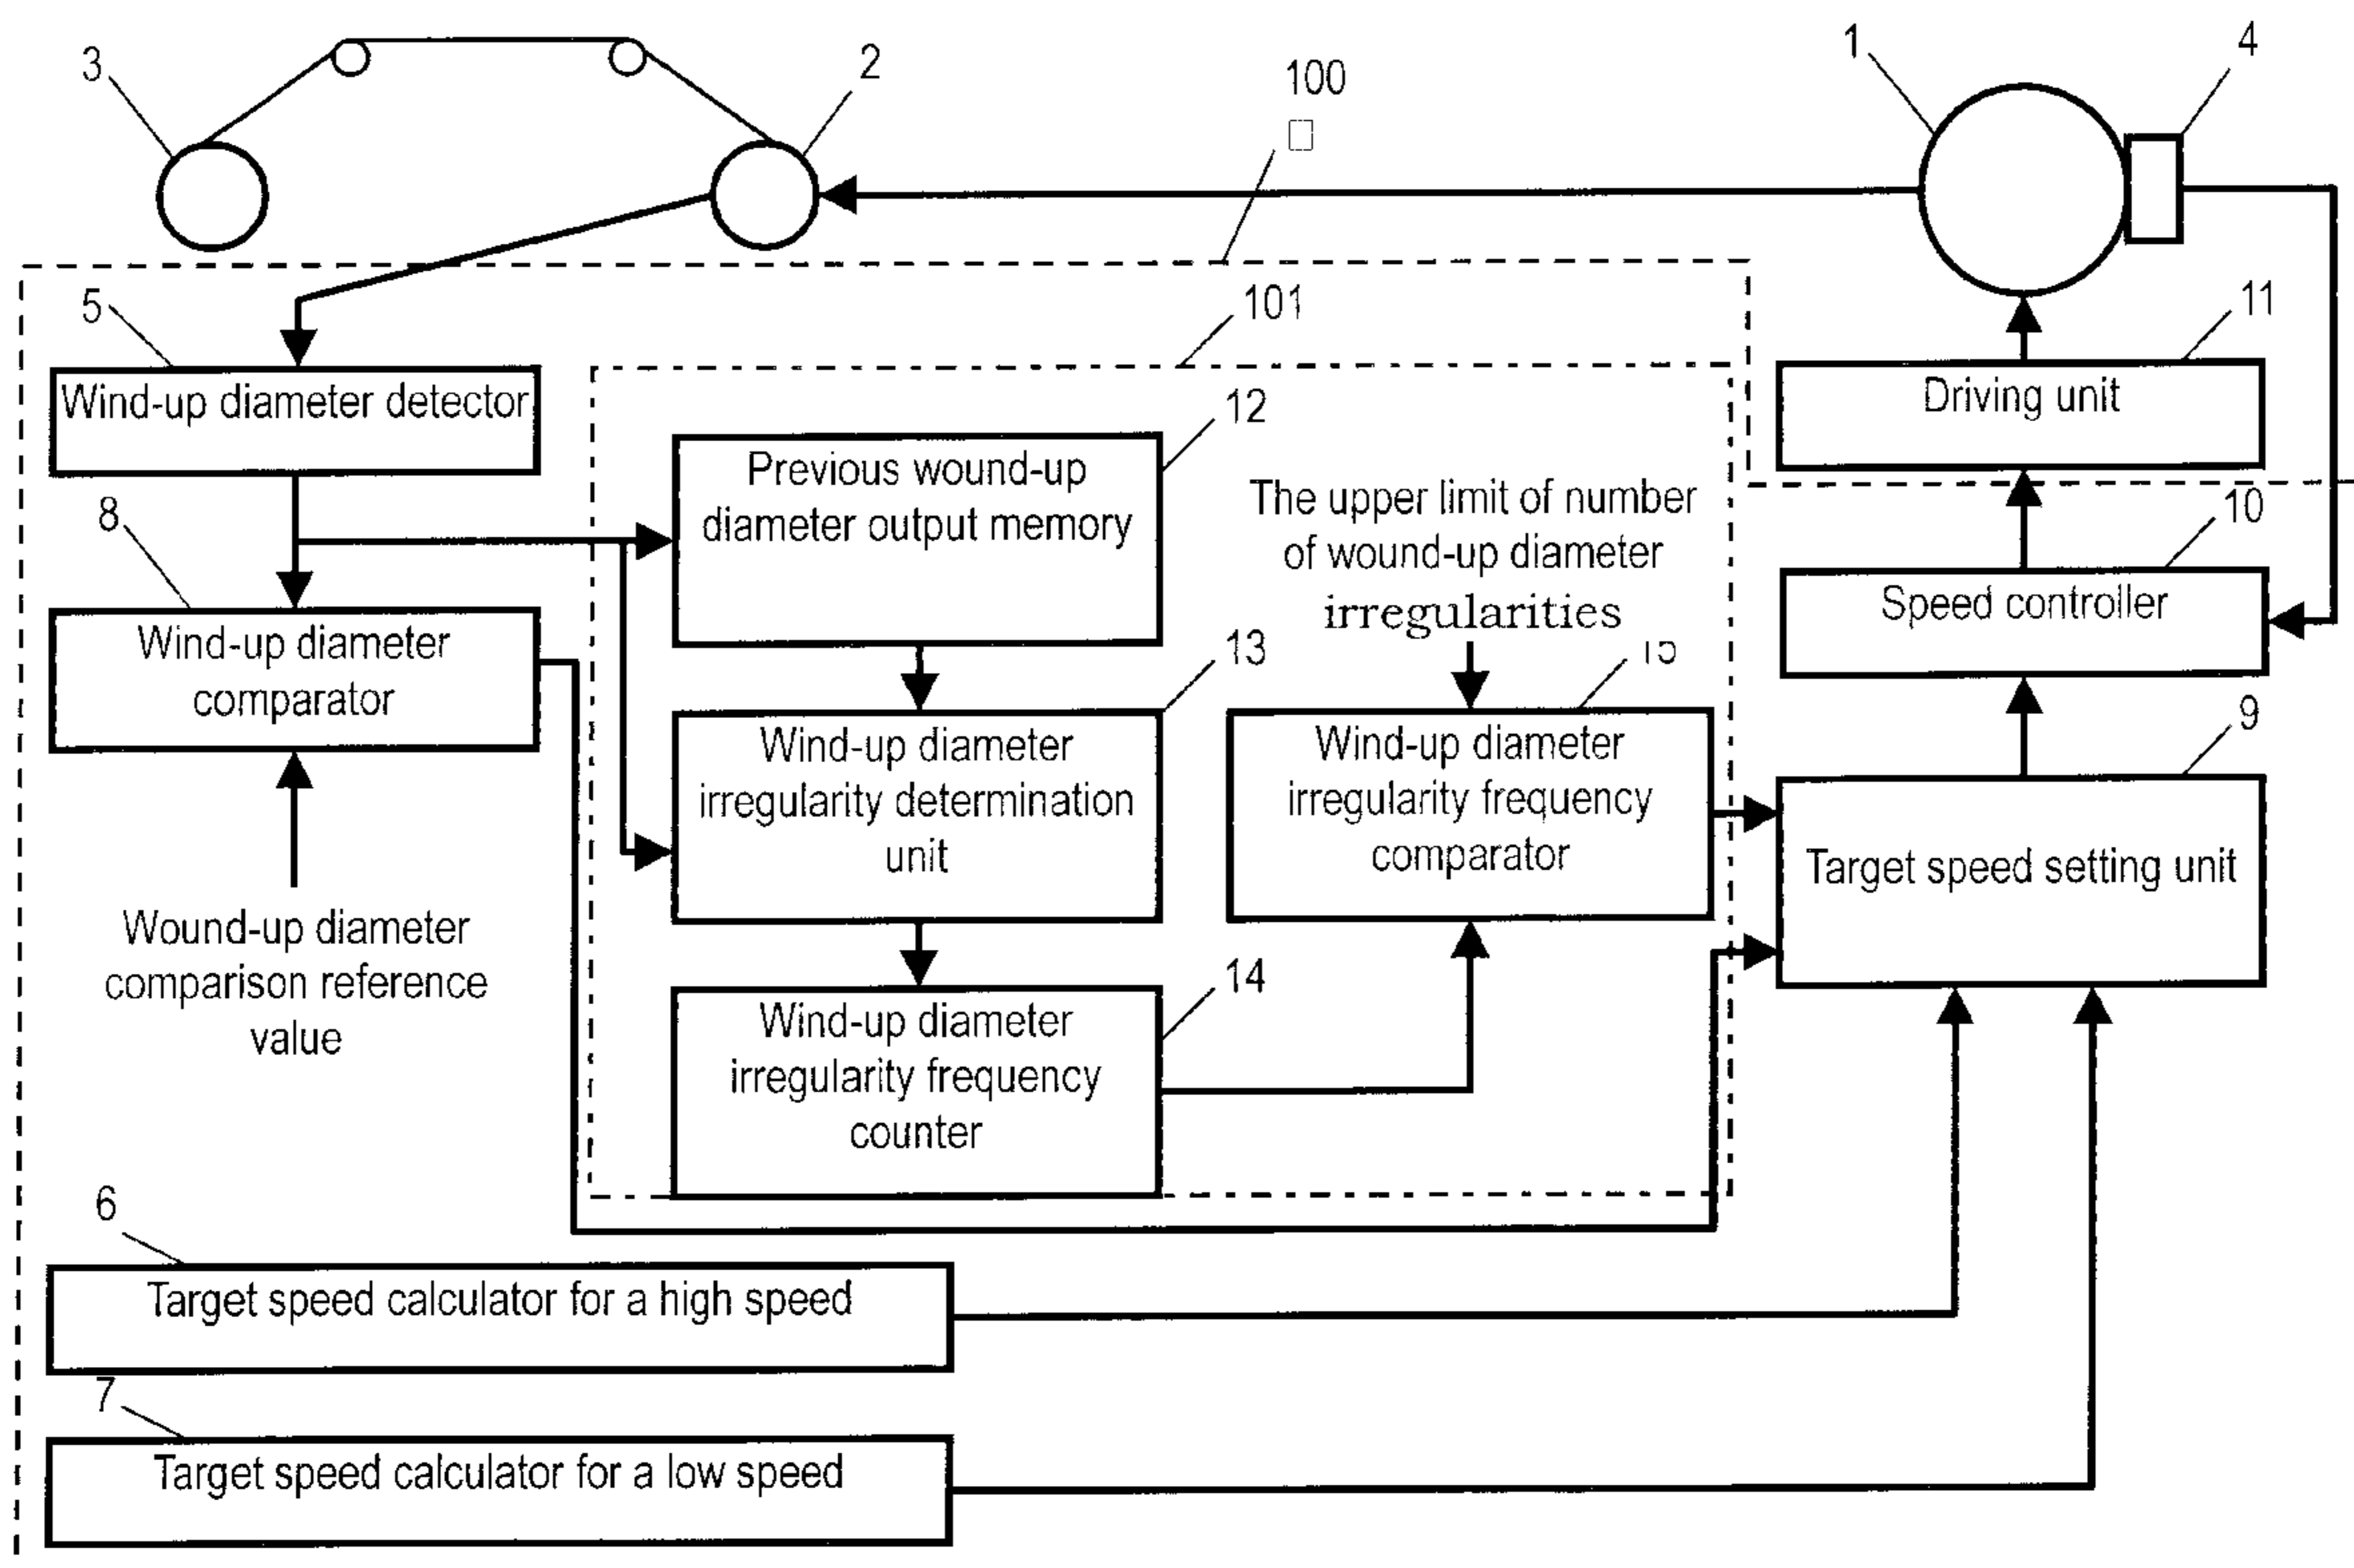 3
2
100
1
4
5
101
11
Wind-up diameter detector
12
Driving unit
Previous wound-up
diameter output memory
The upper limit of number
of wound-up diameter
irregularities
8
10
Wind-up diameter
comparator
13
Speed controller
9
Wind-up diameter
irregularity determination
unit
Wind-up diameter
irregularity frequency
comparator
Target speed setting unit
Wound-up diameter
comparison reference
value
14
Wind-up diameter
irregularity frequency
counter
6
Target speed calculator for a high speed
7
Target speed calculator for a low speed